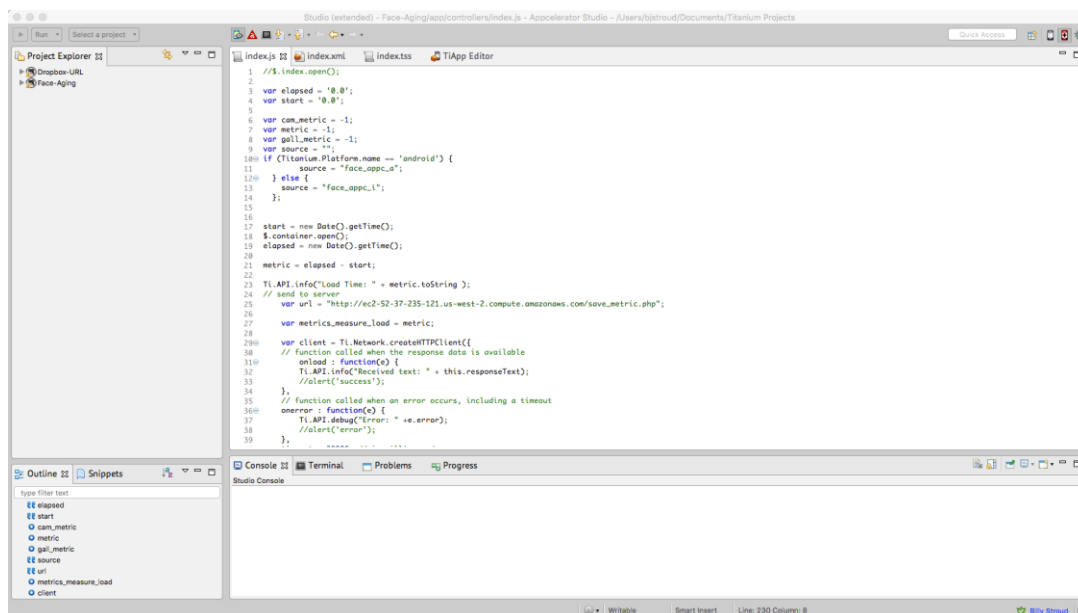 Studio (extended) - Face-Aging/app/controllers/index.js - Appcelerator Studio - /Users/bjstroud/Documents/Titanium Projects
Run Select a project Quick Access
Project Explorer
Dropbox-URL
Face-Aging
index.js index.xml index.tss TiApp Editor
1 //$.index.open();
2
3 var elapsed = '0.0';
4 var start = '0.0';
5
6 var cam_metric = -1;
7 var metric = -1;
8 var gall_metric = -1;
9 var source = "";
10 if (Titanium.Platform.name == 'android') {
11 source = "face_appc_a";
12 } else {
13 source = "face_appc_i";
14 };
15
16
17 start = new Date().getTime();
18 $.container.open();
19 elapsed = new Date().getTime();
20
21 metric = elapsed - start;
22
23 Ti.API.info("Load Time: " + metric.toString );
24 // send to server
25 var url = "http://ec2-52-37-235-121.us-west-2.compute.amazonaws.com/save_metric.php";
26
27 var metrics_measure_load = metric;
28
29 var client = Ti.Network.createHTTPClient({
30 // function called when the response data is available
31 onload : function(e) {
32 Ti.API.info("Received text: " + this.responseText);
33 //alert('success');
34 },
35 // function called when an error occurs, including a timeout
36 onerror : function(e) {
37 Ti.API.debug("Error: " +e.error);
38 //alert('error');
39 },
Outline Snippets
type filter text
elapsed
start
cam_metric
metric
gall_metric
source
url
metrics_measure_load
client
Console Terminal Problems Progress
Studio Console
Writable Smart Insert Line: 230 Column: 8 Billy Stroud